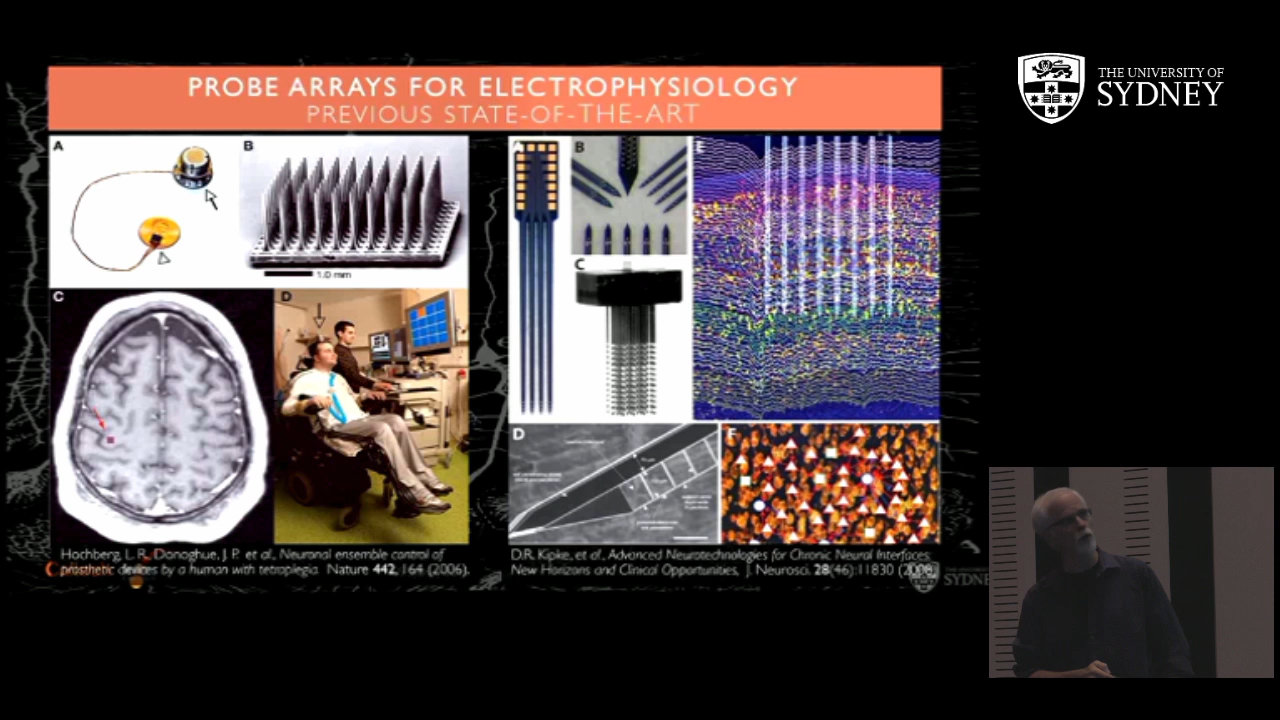 PROBE ARRAYS FOR ELECTROPHYSIOLOGY
PREVIOUS STATE-OF-THE-ART
THE UNIVERSITY OF
SYDNEY
A
B
1.0 mm
C
D
A
B
C
E
D
F
Hochberg, L. R., Donoghue, J. P. et al., Neuronal ensemble control of
prosthetic devices by a human with tetraplegia. Nature 442, 164 (2006).
D.R. Kipke, et al., Advanced Neurotechnologies for Chronic Neural Interfaces:
New Horizons and Clinical Opportunities, J. Neurosci. 28(46):11830 (2008)
SYDNE